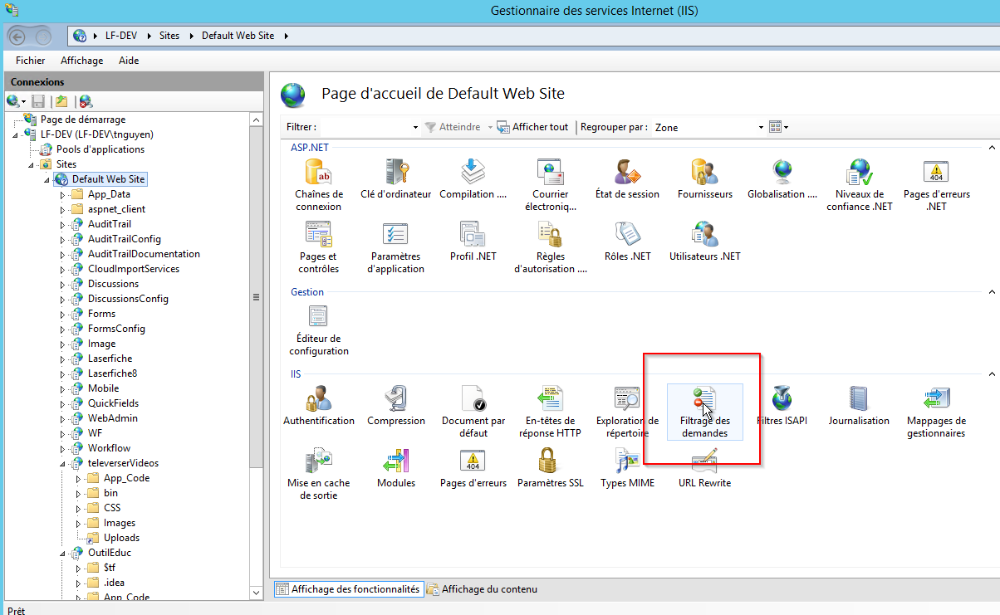 Gestionnaire des services Internet (IIS)
LF-DEV Sites Default Web Site
Fichier Affichage Aide
Connexions
Page de démarrage
LF-DEV (LF-DEV\tnguyen)
Pools d'applications
Sites
Default Web Site
App_Data
aspnet_client
AuditTrail
AuditTrailConfig
AuditTrailDocumentation
CloudImportServices
Discussions
DiscussionsConfig
Forms
FormsConfig
Image
Laserfiche
Laserfiche8
Mobile
QuickFields
WebAdmin
WF
Workflow
televerserVideos
App_Code
bin
CSS
Images
Uploads
OutilEduc
$tf
.idea
App_Code
Page d'accueil de Default Web Site
Filtrer : Atteindre Afficher tout Regrouper par : Zone
ASP.NET
Chaînes de
connexion
Clé d'ordinateur
Compilation ....
Courrier
électroniq...
État de session
Fournisseurs
Globalisation ....
Niveaux de
confiance .NET
Pages d'erreurs
.NET
Pages et
contrôles
Paramètres
d'application
Profil .NET
Règles
d'autorisation ....
Rôles .NET
Utilisateurs .NET
Gestion
Éditeur de
configuration
IIS
Authentification
Compression
Document par
défaut
En-têtes de
réponse HTTP
Exploration de
répertoire
Filtrage des
demandes
Filtres ISAPI
Journalisation
Mappages de
gestionnaires
Mise en cache
de sortie
Modules
404
Pages d'erreurs
Paramètres SSL
Types MIME
URL Rewrite
Affichage des fonctionnalités Affichage du contenu
Prêt